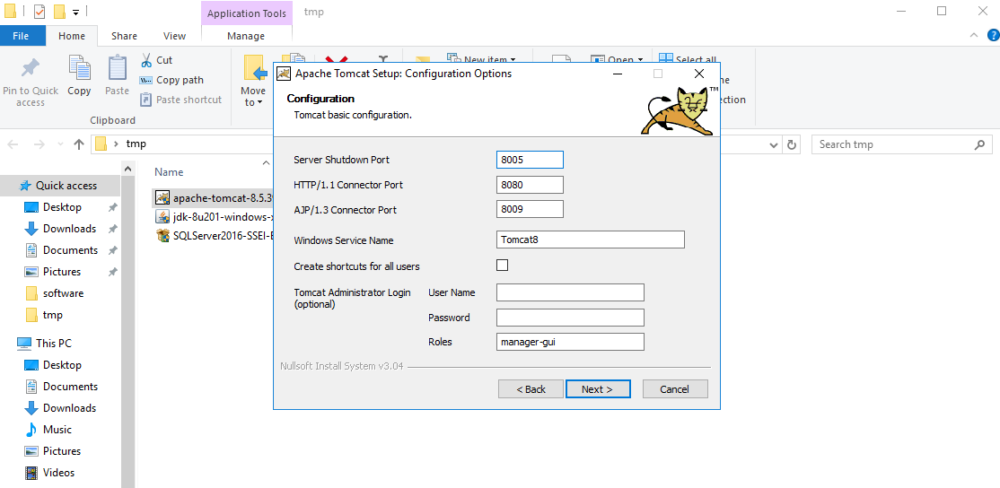 Application Tools
tmp
File
Home
Share
View
Manage
Pin to Quick
access
Copy
Paste
Cut
Copy path
Paste shortcut
Clipboard
Move
to
New item
Open
Select all
Apache Tomcat Setup: Configuration Options
Configuration
Tomcat basic configuration.
TM
tmp
Search tmp
Server Shutdown Port
8005
HTTP/1.1 Connector Port
8080
AJP/1.3 Connector Port
8009
Windows Service Name
Tomcat8
Create shortcuts for all users
Tomcat Administrator Login
(optional)
User Name
Password
Roles
manager-gui
Nullsoft Install System v3.04
< Back
Next >
Cancel
Name
apache-tomcat-8.5.39
jdk-8u201-windows-x
SQLServer2016-SSEI-E
Quick access
Desktop
Downloads
Documents
Pictures
software
tmp
This PC
Desktop
Documents
Downloads
Music
Pictures
Videos